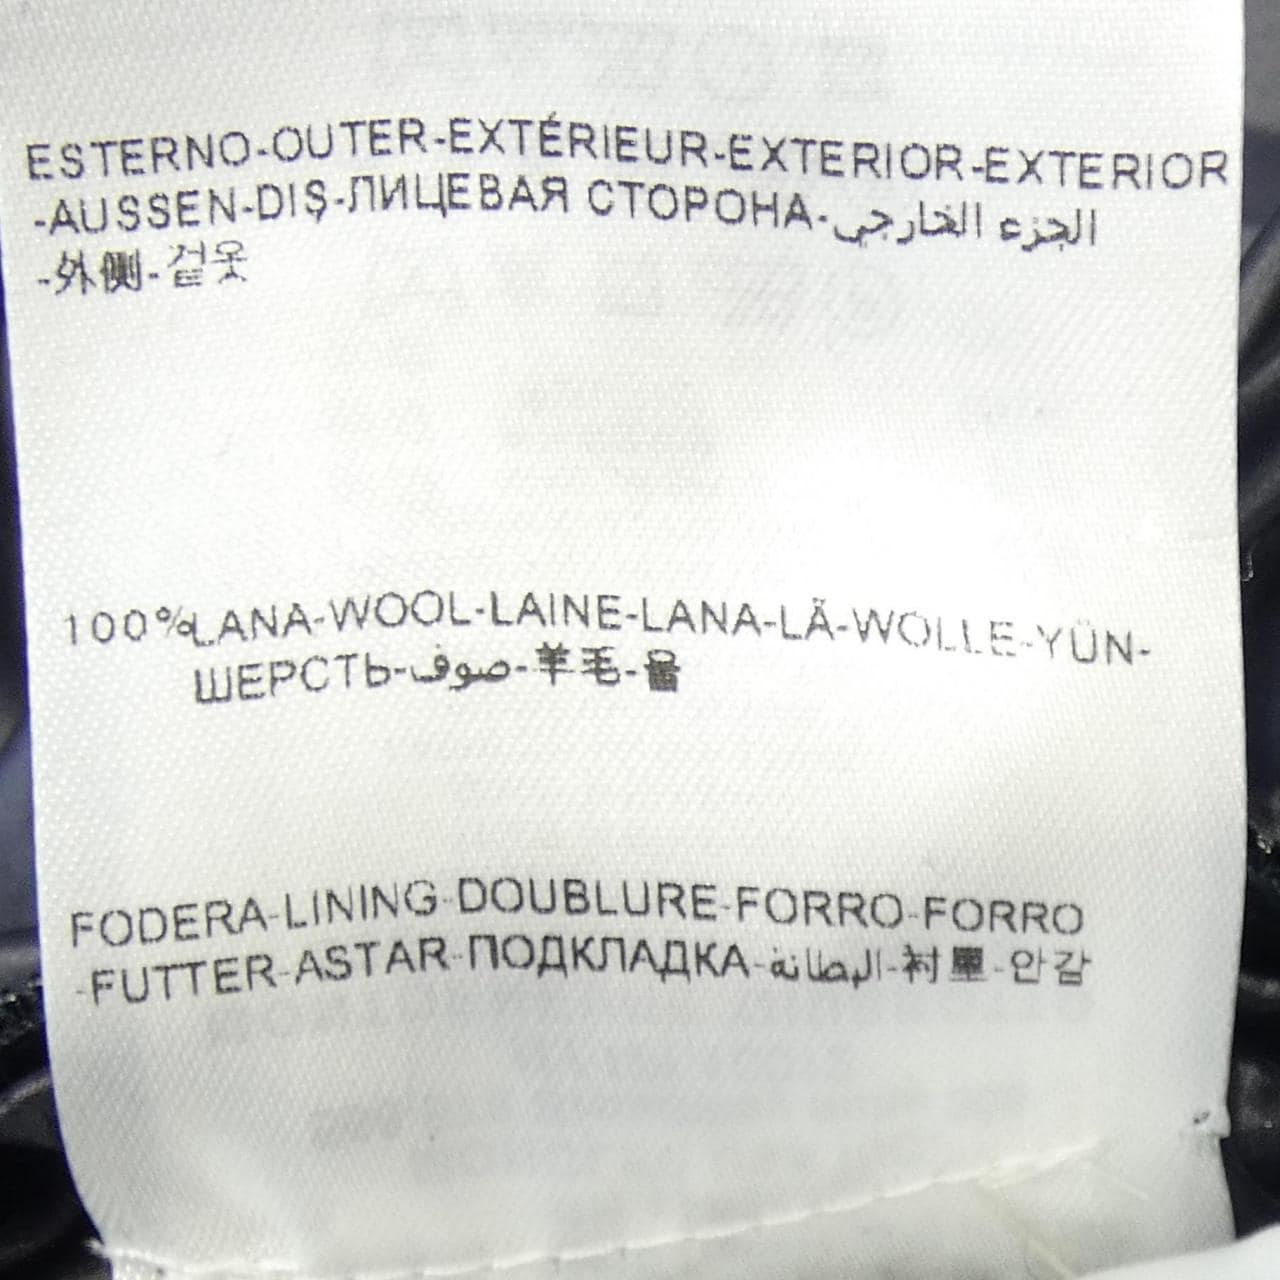 ESTERNO-OUTER-EXTÉRIEUR-EXTERIOR-EXTERIOR
-AUSSEN-DIŞ-ЛИЦЕВАЯ СТОРОНА-الجزء الخارجي
-外側-겉옷
100%LANA-WOOL-LAINE-LANA-LÃ-WOLLE-YÜN-
ШЕРСТЬ-صوف-羊毛-울
FODERA-LINING-DOUBLURE-FORRO-FORRO
-FUTTER-ASTAR-ПОДКЛАДКА-البطانة-衬里-안감